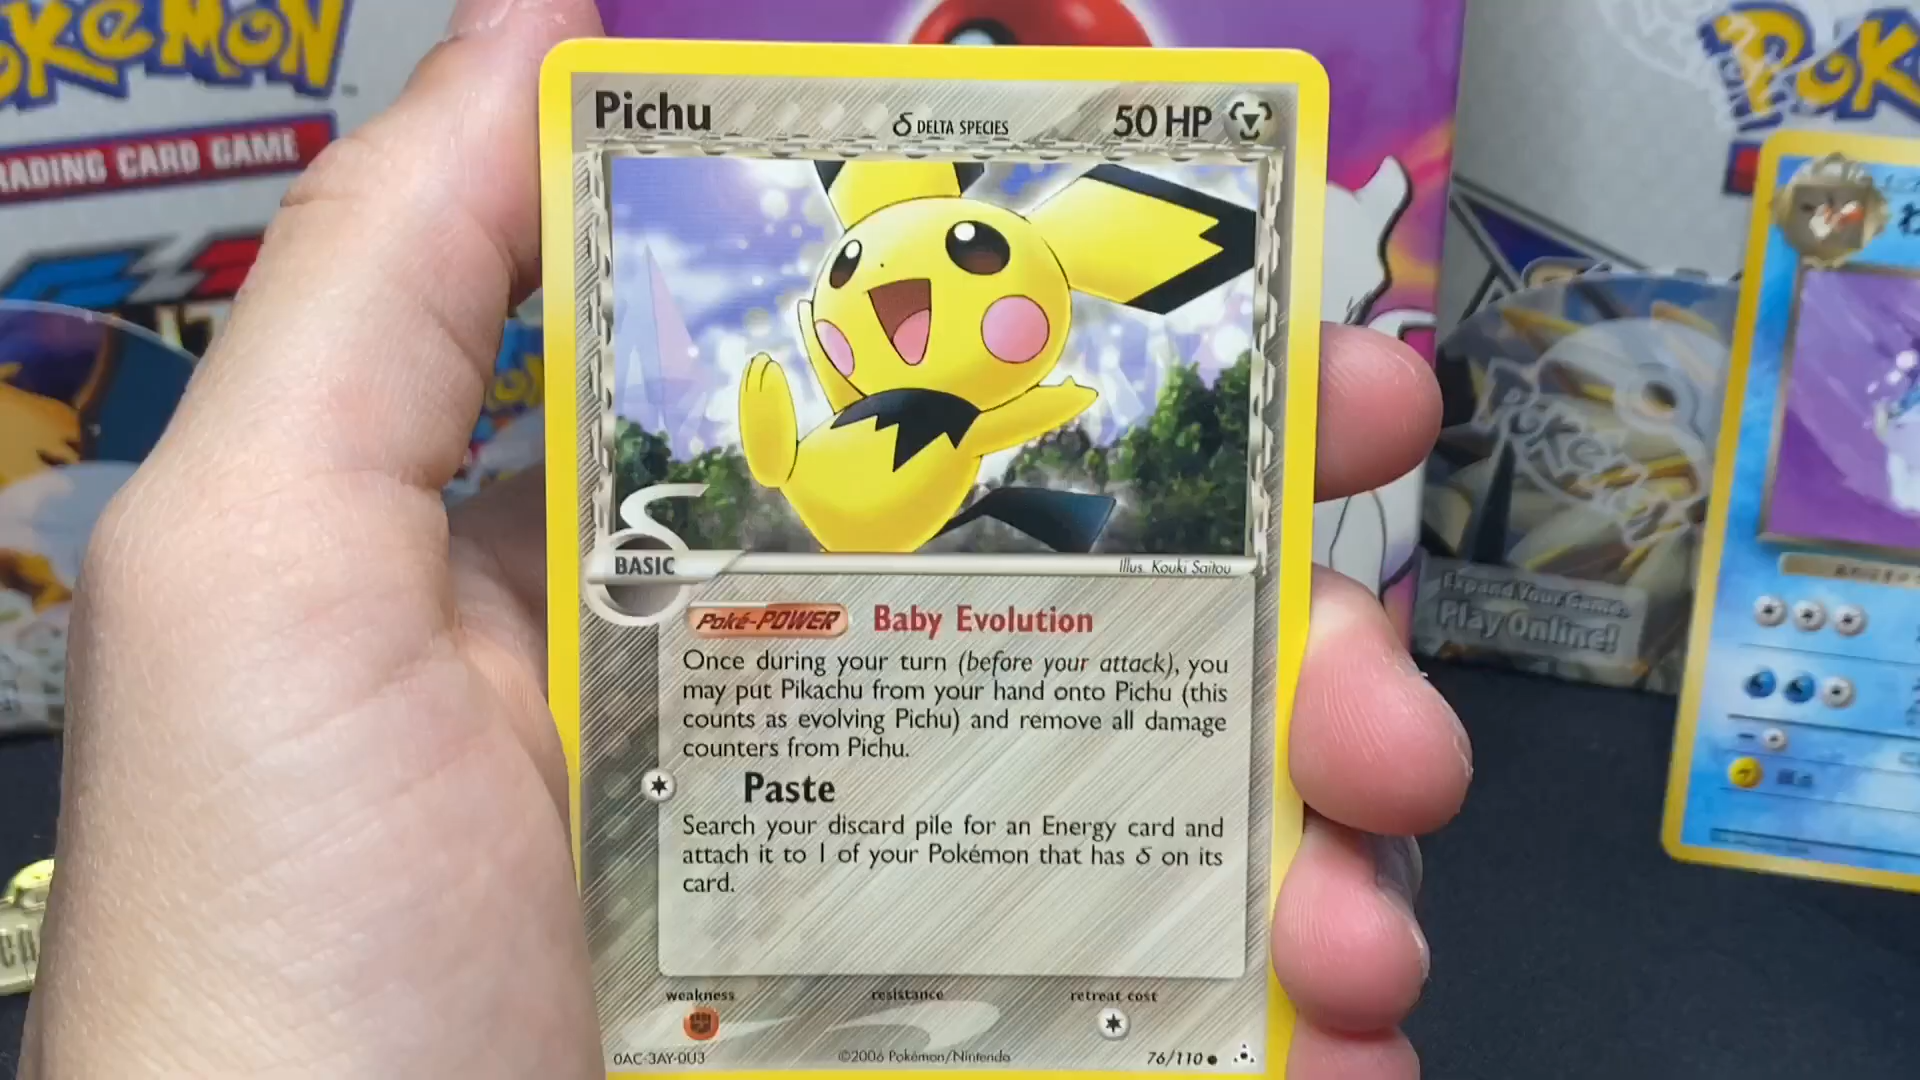 POKéMON
TRADING CARD GAME
Pichu
δ DELTA SPECIES
50 HP
BASIC
Illus. Kouki Saitou
Poké-POWER Baby Evolution
Once during your turn (before your attack), you
may put Pikachu from your hand onto Pichu (this
counts as evolving Pichu) and remove all damage
counters from Pichu.
Paste
Search your discard pile for an Energy card and
attach it to 1 of your Pokémon that has δ on its
card.
weakness
resistance
retreat cost
0AC-3AY-0U3
©2006 Pokémon/Nintendo
76/110
Pokémon
Expand Your Game.
Play Online!